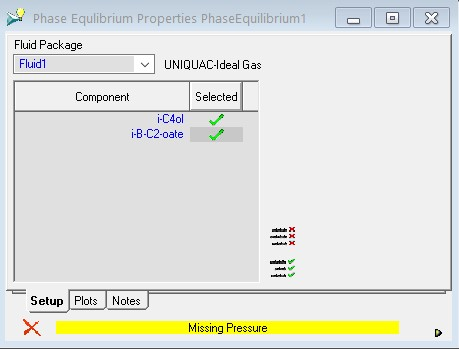 Phase Equlibrium Properties PhaseEquilibrium1
Fluid Package
Fluid1 UNIQUAC-Ideal Gas
Component Selected
i-C4ol
i-B-C2-oate
Setup Plots Notes
Missing Pressure